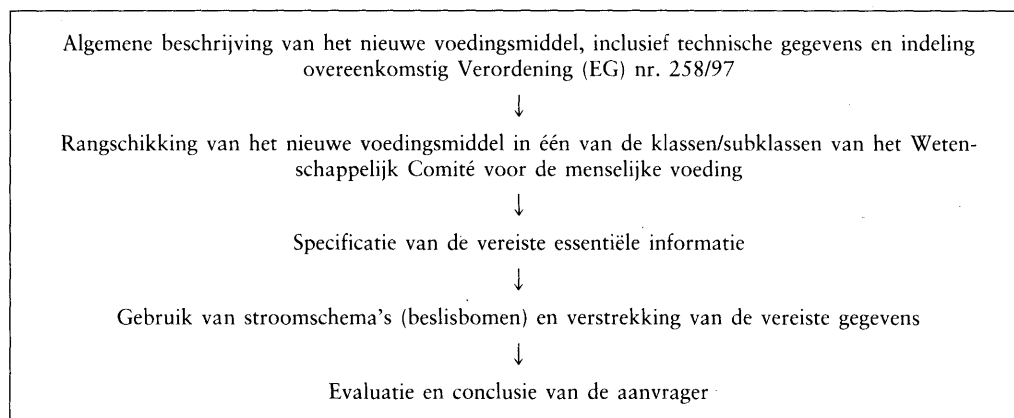 Algemene beschrijving van het nieuwe voedingsmiddel, inclusief technische gegevens en indeling
overeenkomstig Verordening (EG) nr. 258/97
↓
Rangschikking van het nieuwe voedingsmiddel in één van de klassen/subklassen van het Weten-
schappelijk Comité voor de menselijke voeding
↓
Specificatie van de vereiste essentiële informatie
↓
Gebruik van stroomschema's (beslisbomen) en verstrekking van de vereiste gegevens
↓
Evaluatie en conclusie van de aanvrager